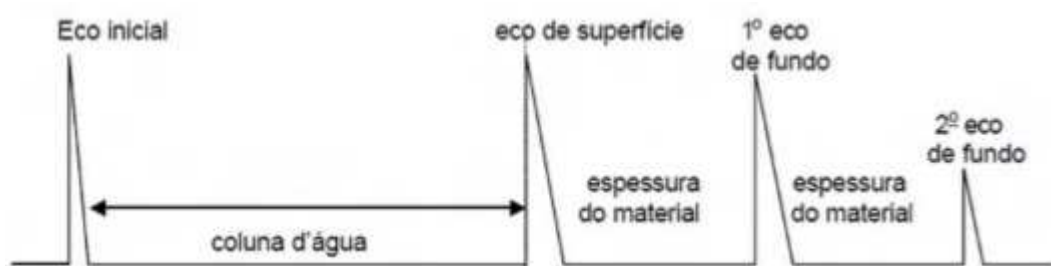 Eco inicial
eco de superfície
1º eco
de fundo
2º eco
de fundo
espessura
do material
espessura
do material
coluna d'água